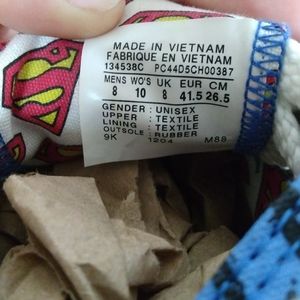 MADE IN VIETNAM
FABRIQUE EN VIETNAM
134538C PC44D5CH00387
MENS WO'S UK EUR CM
8 10 8 41.5 26.5
GENDER : UNISEX
UPPER : TEXTILE
LINING : TEXTILE
OUTSOLE : RUBBER
9K 1204 M88